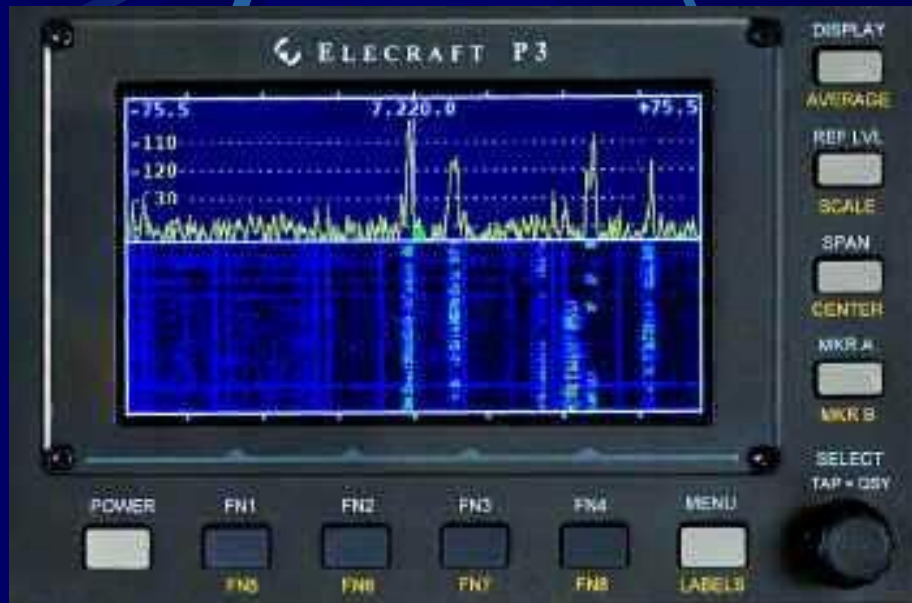 ELECRAFT P3
DISPLAY
AVERAGE
-75.5 7.220.0 +75.5
-110
-120
30
REF LVL
SCALE
SPAN
CENTER
MKR A
MKR B
SELECT
TAP = QSY
POWER FN1 FN2 FN3 FN4 MENU
FN5 FN6 FN7 FN8 LABELS